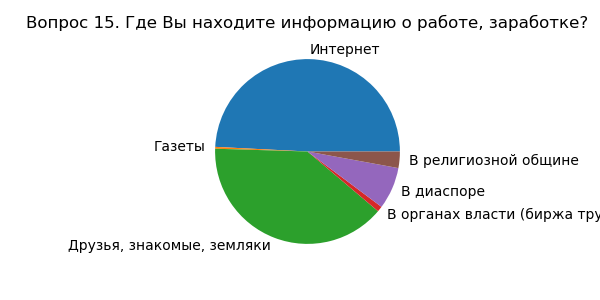 Вопрос 15. Где Вы находите информацию о работе, заработке?
Интернет
Газеты
В религиозной общине
В диаспоре
В органах власти (биржа тру
Друзья, знакомые, земляки